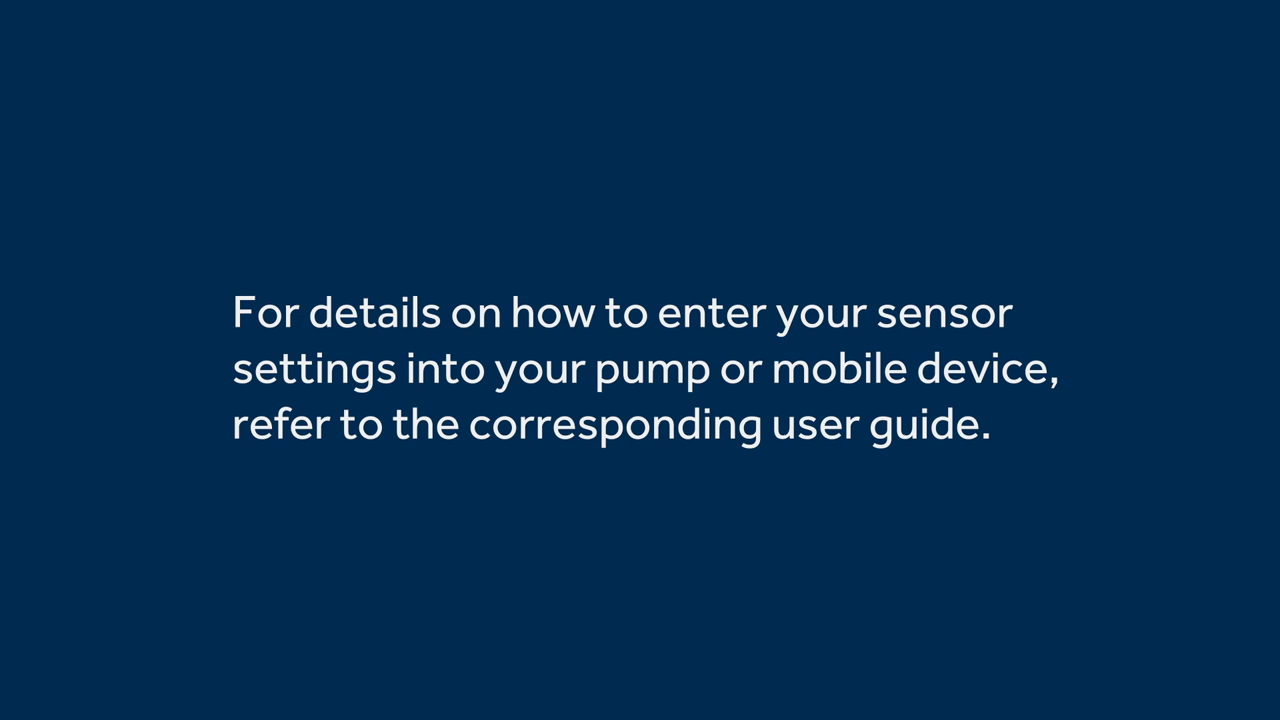 For details on how to enter your sensor
settings into your pump or mobile device,
refer to the corresponding user guide.